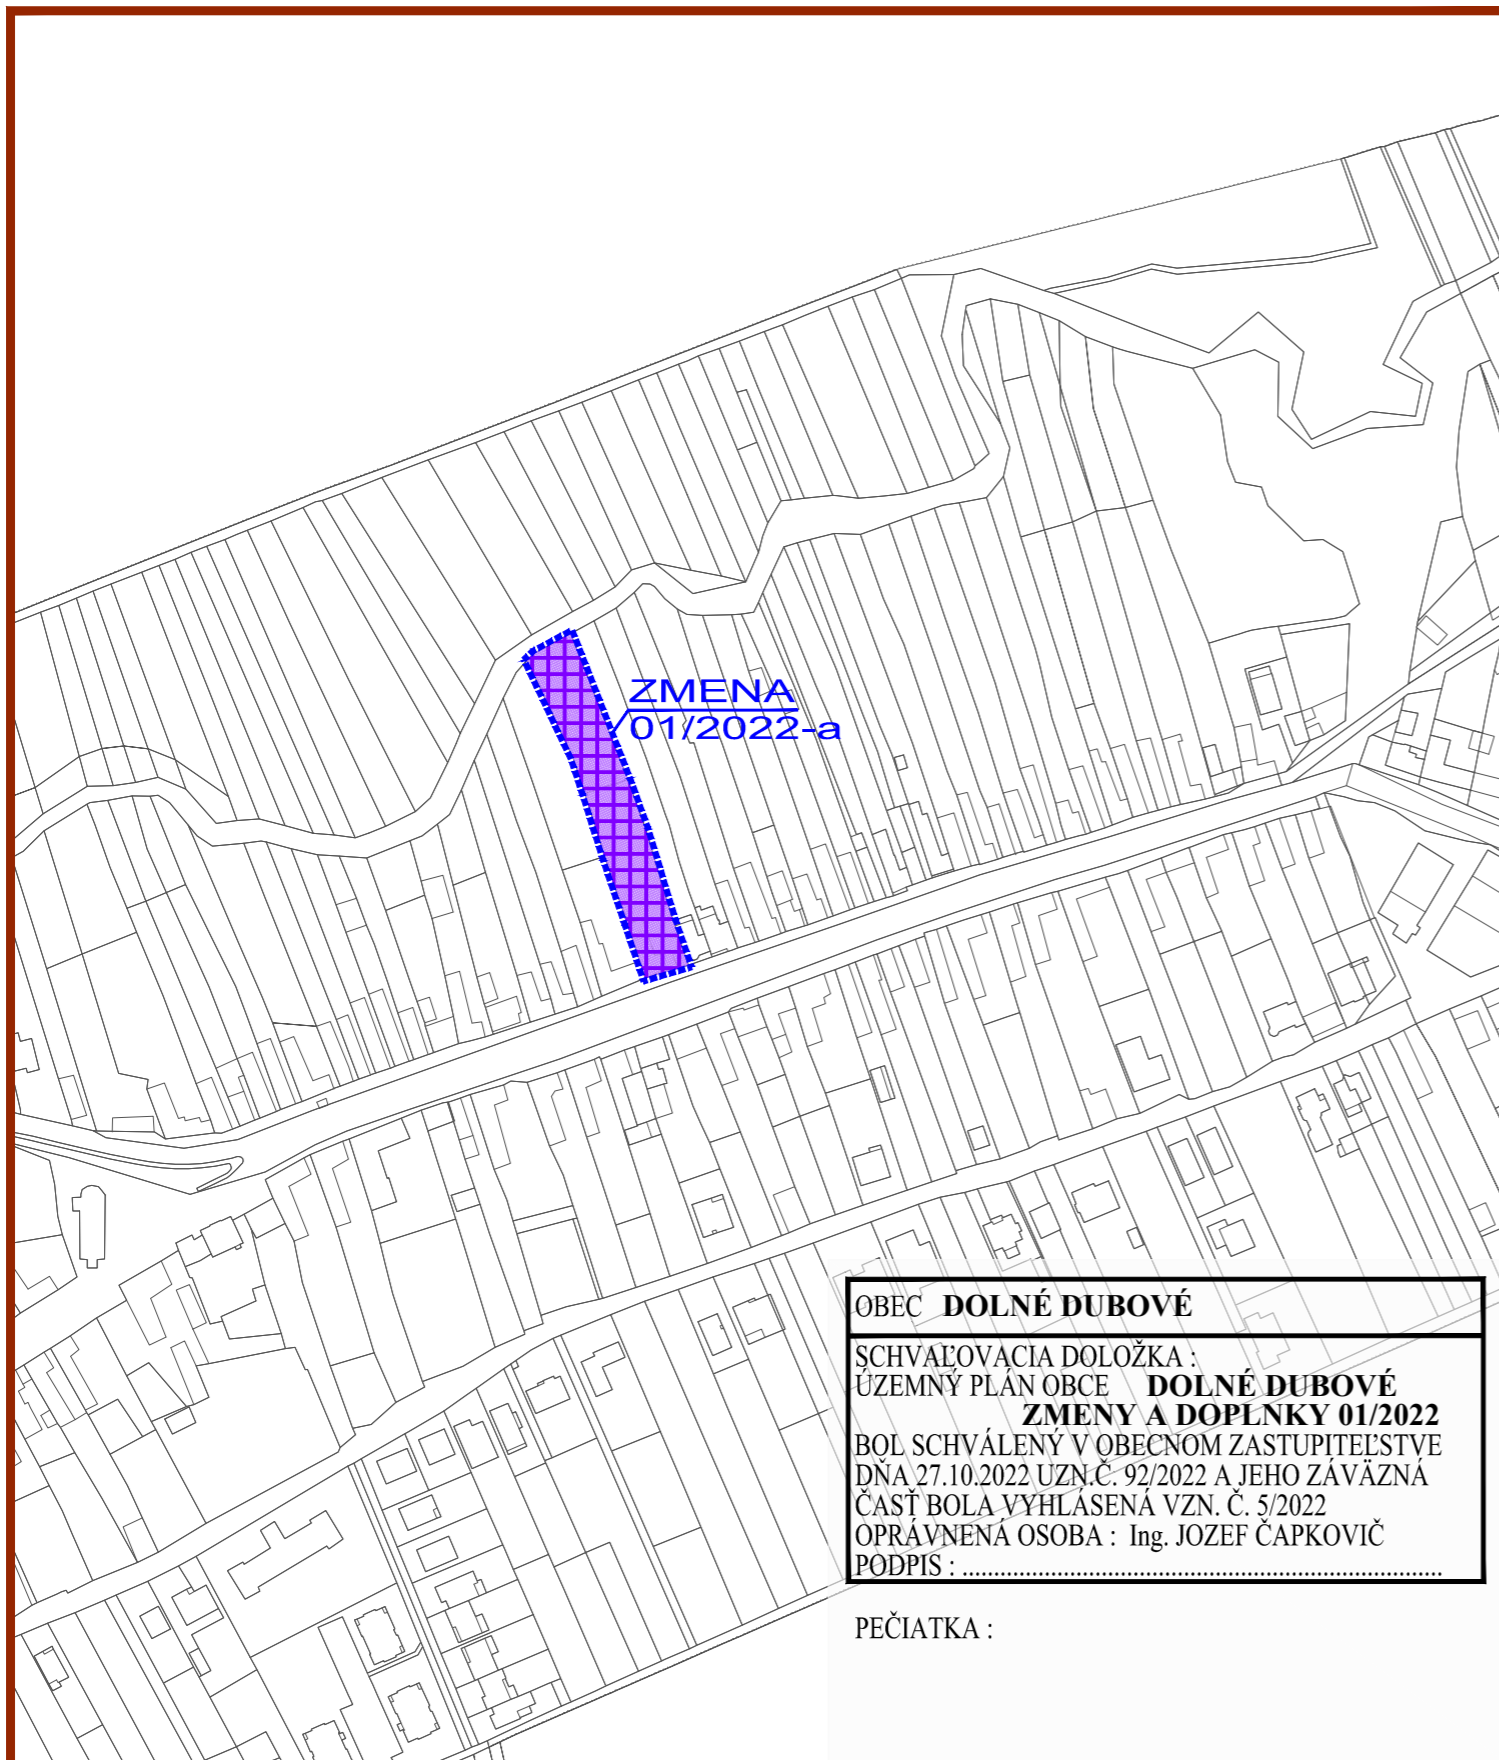 ZMENA
01/2022-a
OBEC DOLNÉ DUBOVÉ
SCHVAĽOVACIA DOLOŽKA :
ÚZEMNÝ PLÁN OBCE DOLNÉ DUBOVÉ
ZMENY A DOPLNKY 01/2022
BOL SCHVÁLENÝ V OBECNOM ZASTUPITEĽSTVE
DŇA 27.10.2022 UZN.Č. 92/2022 A JEHO ZÁVÄZNÁ
ČASŤ BOLA VYHLÁSENÁ VZN. Č. 5/2022
OPRÁVNENÁ OSOBA : Ing. JOZEF ČAPKOVIČ
PODPIS : ............................................................................
PEČIATKA :